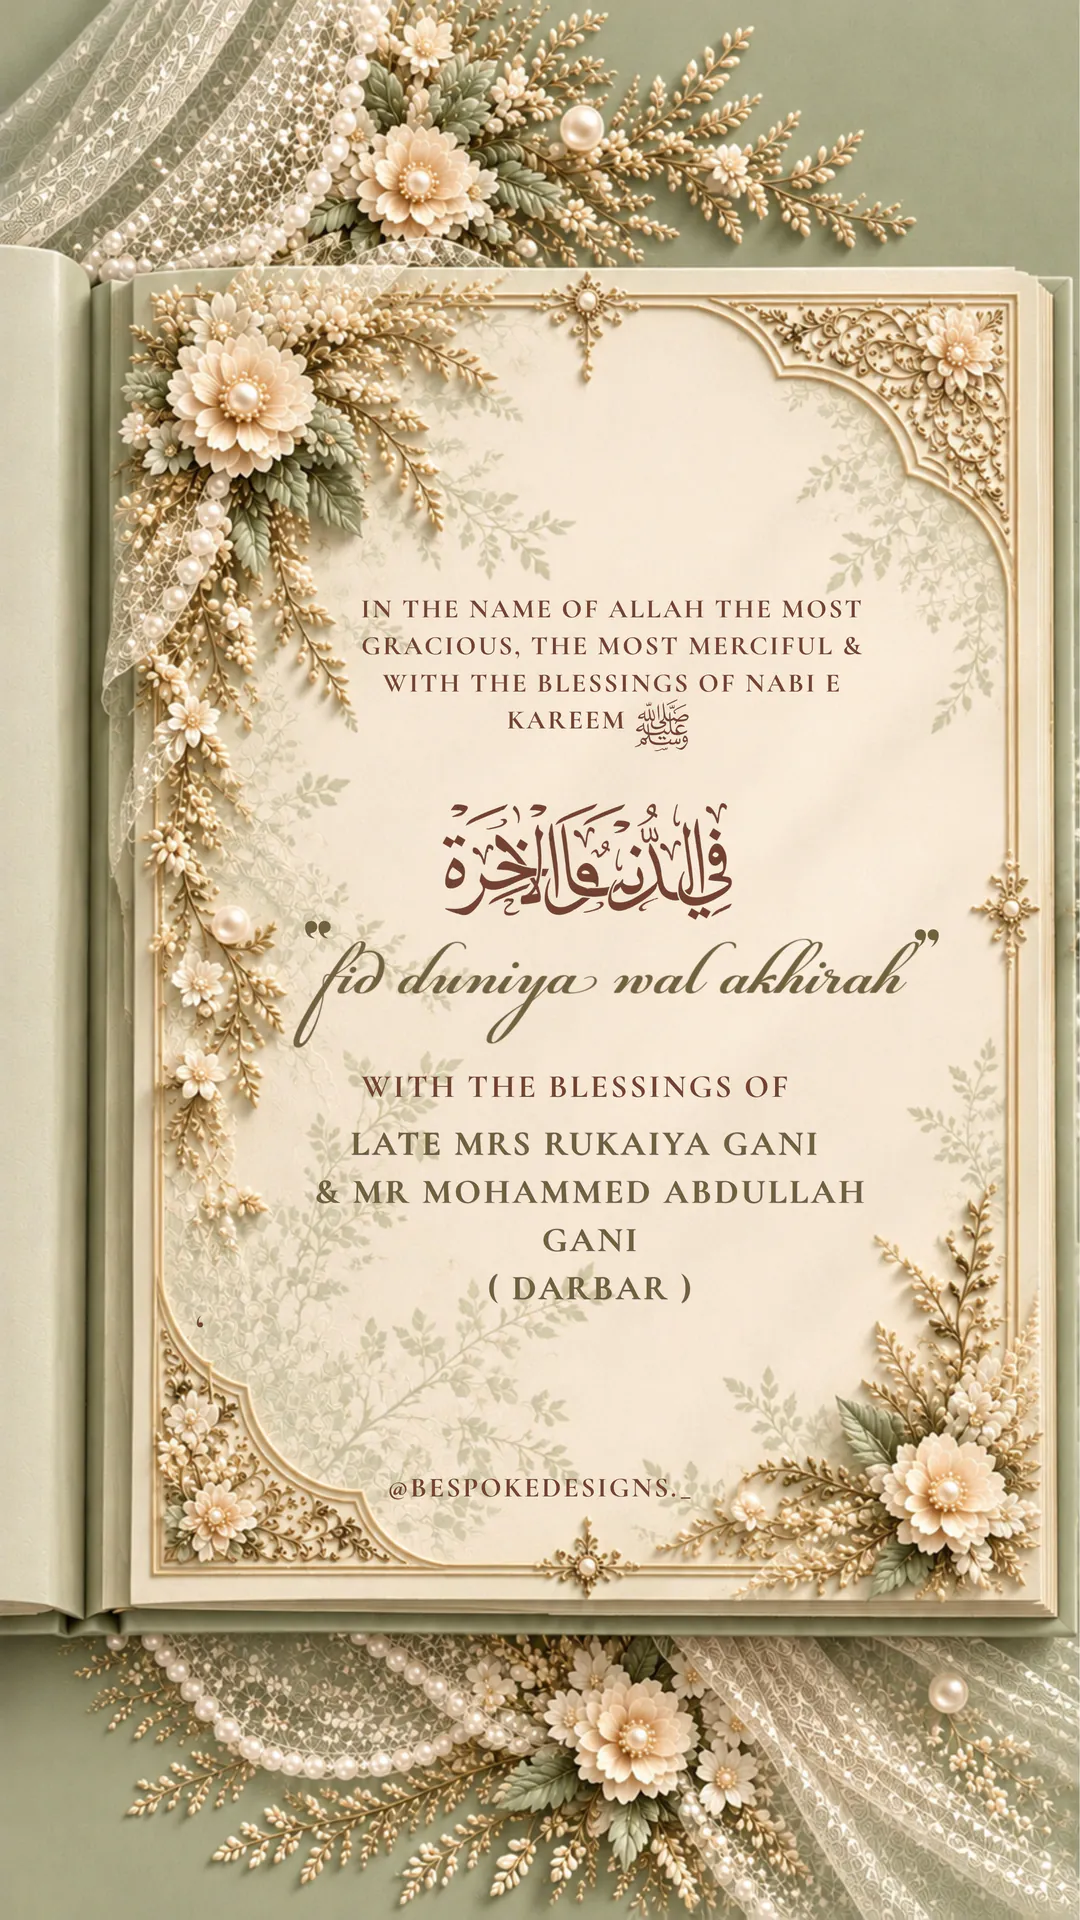 IN THE NAME OF ALLAH THE MOST
GRACIOUS, THE MOST MERCIFUL &
WITH THE BLESSINGS OF NABI E
KAREEM ﷺ
فِي الدُّنْيَا وَالْآخِرَة
"fid duniya wal akhirah"
WITH THE BLESSINGS OF
LATE MRS RUKAIYA GANI
& MR MOHAMMED ABDULLAH
GANI
( DARBAR )
‘
@BESPOKEDESIGNS._